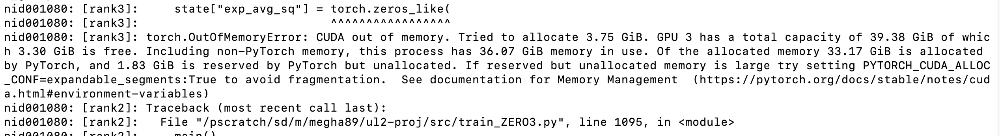 nid001080: [rank3]:     state["exp_avg_sq"] = torch.zeros_like(
nid001080: [rank3]:                           ^^^^^^^^^^^^^^^^^
nid001080: [rank3]: torch.OutOfMemoryError: CUDA out of memory. Tried to allocate 3.75 GiB. GPU 3 has a total capacity of 39.38 GiB of whic
h 3.30 GiB is free. Including non-PyTorch memory, this process has 36.07 GiB memory in use. Of the allocated memory 33.17 GiB is allocated
by PyTorch, and 1.83 GiB is reserved by PyTorch but unallocated. If reserved but unallocated memory is large try setting PYTORCH_CUDA_ALLOC
_CONF=expandable_segments:True to avoid fragmentation.  See documentation for Memory Management  (https://pytorch.org/docs/stable/notes/cud
a.html#environment-variables)
nid001080: [rank2]: Traceback (most recent call last):
nid001080: [rank2]:   File "/pscratch/sd/m/megha89/ul2-proj/src/train_ZERO3.py", line 1095, in <module>
nid001080: [rank2]:     main()